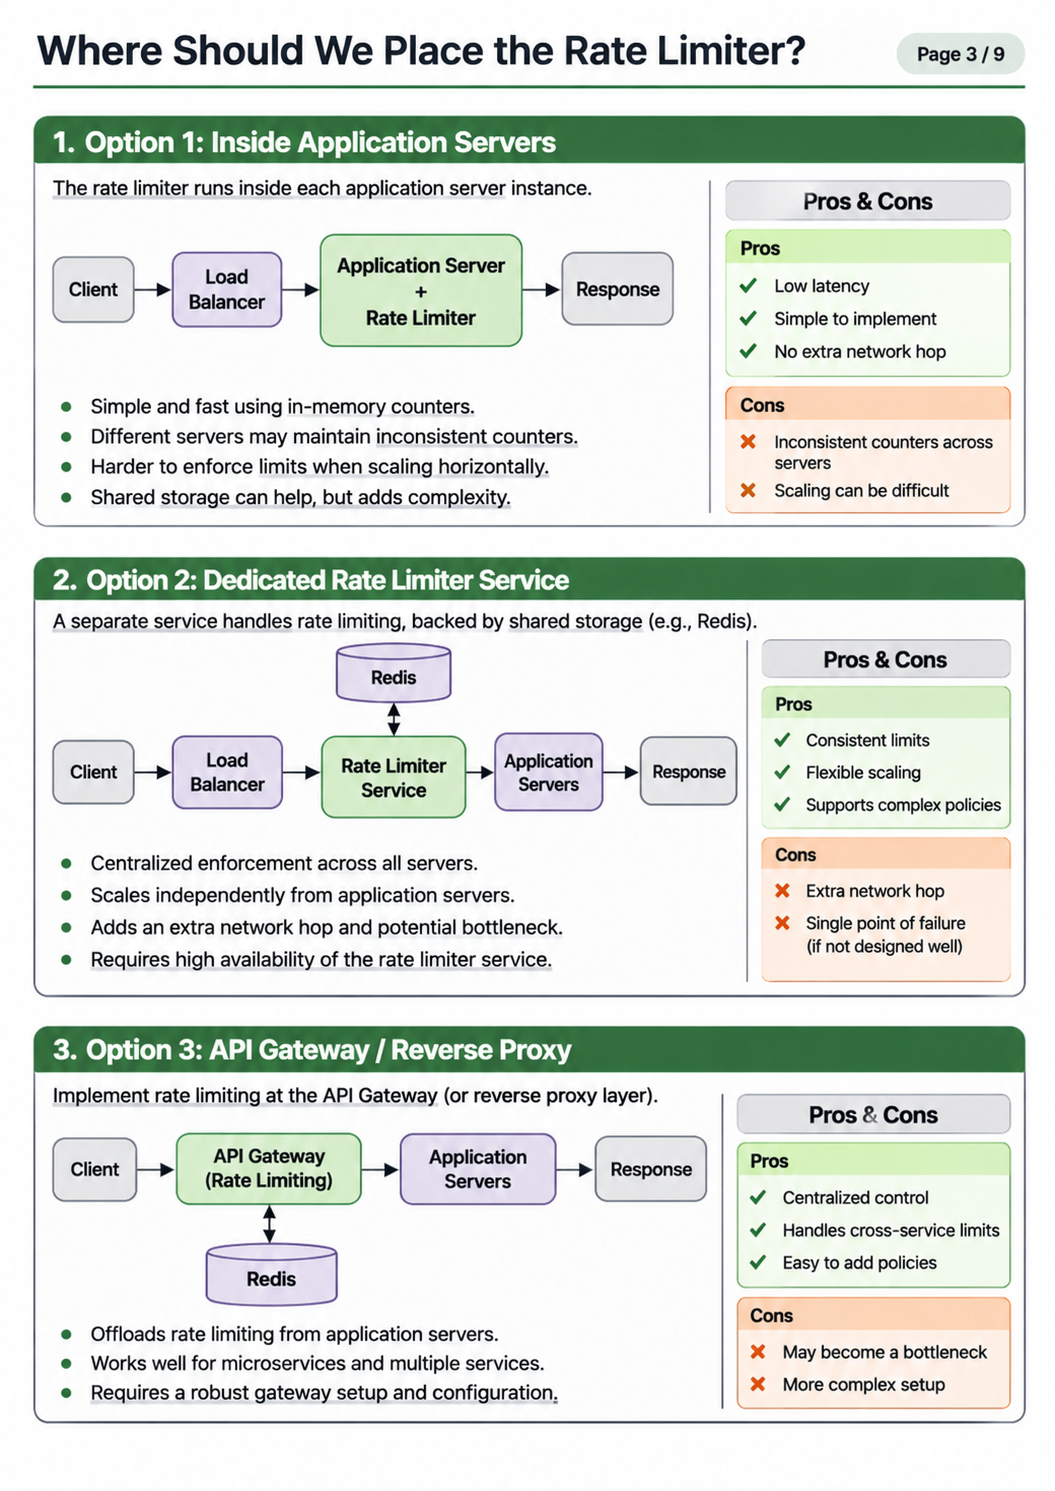 Where Should We Place the Rate Limiter?
Page 3 / 9
1. Option 1: Inside Application Servers
The rate limiter runs inside each application server instance.
Client
Load
Balancer
Application Server
+
Rate Limiter
Response
Simple and fast using in-memory counters.
Different servers may maintain inconsistent counters.
Harder to enforce limits when scaling horizontally.
Shared storage can help, but adds complexity.
Pros & Cons
Pros
Low latency
Simple to implement
No extra network hop
Cons
Inconsistent counters across
servers
Scaling can be difficult
2. Option 2: Dedicated Rate Limiter Service
A separate service handles rate limiting, backed by shared storage (e.g., Redis).
Redis
Client
Load
Balancer
Rate Limiter
Service
Application
Servers
Response
Centralized enforcement across all servers.
Scales independently from application servers.
Adds an extra network hop and potential bottleneck.
Requires high availability of the rate limiter service.
Pros & Cons
Pros
Consistent limits
Flexible scaling
Supports complex policies
Cons
Extra network hop
Single point of failure
(if not designed well)
3. Option 3: API Gateway / Reverse Proxy
Implement rate limiting at the API Gateway (or reverse proxy layer).
Client
API Gateway
(Rate Limiting)
Application
Servers
Response
Redis
Offloads rate limiting from application servers.
Works well for microservices and multiple services.
Requires a robust gateway setup and configuration.
Pros & Cons
Pros
Centralized control
Handles cross-service limits
Easy to add policies
Cons
May become a bottleneck
More complex setup